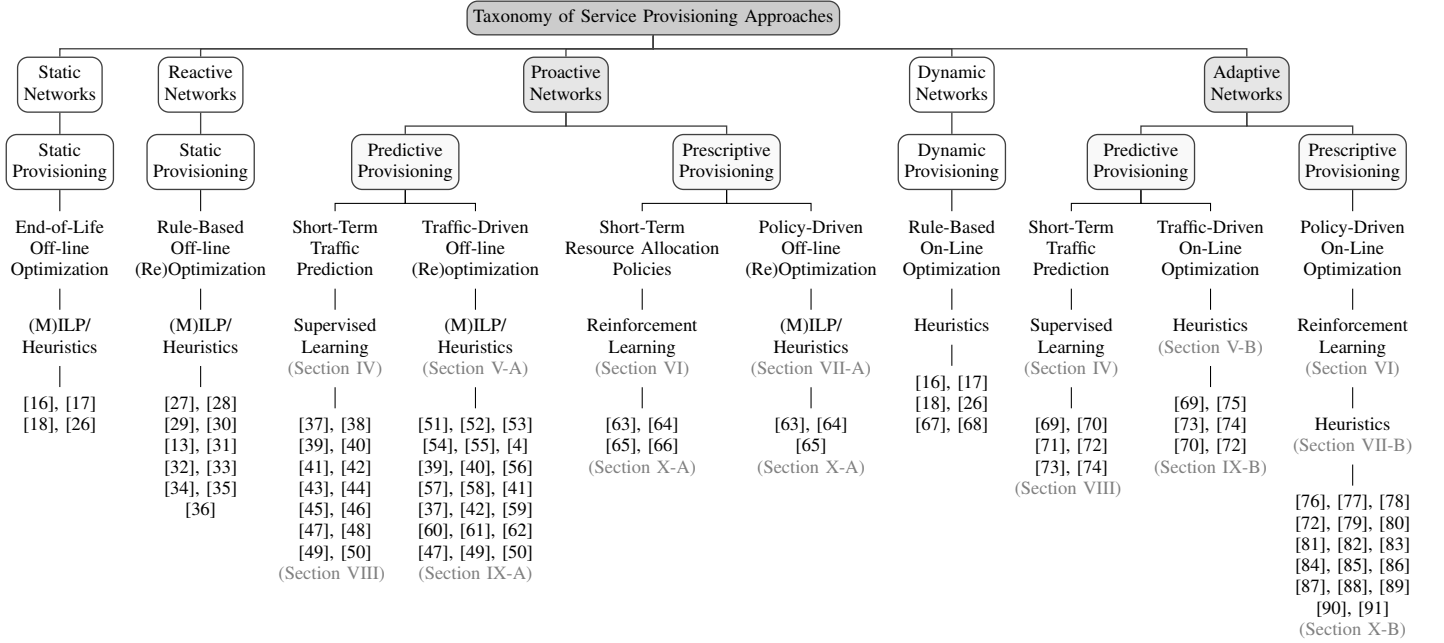 Taxonomy of Service Provisioning Approaches
Static
Networks
Reactive
Networks
Proactive
Networks
Dynamic
Networks
Adaptive
Networks
Static
Provisioning
Static
Provisioning
Predictive
Provisioning
Prescriptive
Provisioning
Dynamic
Provisioning
Predictive
Provisioning
Prescriptive
Provisioning
End-of-Life
Off-line
Optimization
Rule-Based
Off-line
(Re)Optimization
Short-Term
Traffic
Prediction
Traffic-Driven
Off-line
(Re)optimization
Short-Term
Resource Allocation
Policies
Policy-Driven
Off-line
(Re)Optimization
Rule-Based
On-Line
Optimization
Short-Term
Traffic
Prediction
Traffic-Driven
On-Line
Optimization
Policy-Driven
On-Line
Optimization
(M)ILP/
Heuristics
(M)ILP/
Heuristics
Supervised
Learning
(Section IV)
(M)ILP/
Heuristics
(Section V-A)
Reinforcement
Learning
(Section VI)
(M)ILP/
Heuristics
(Section VII-A)
Heuristics
Supervised
Learning
(Section IV)
Heuristics
(Section V-B)
Reinforcement
Learning
(Section VI)
[16], [17]
[18], [26]
[27], [28]
[29], [30]
[13], [31]
[32], [33]
[34], [35]
[36]
[37], [38]
[39], [40]
[41], [42]
[43], [44]
[45], [46]
[47], [48]
[49], [50]
(Section VIII)
[51], [52], [53]
[54], [55], [4]
[39], [40], [56]
[57], [58], [41]
[37], [42], [59]
[60], [61], [62]
[47], [49], [50]
(Section IX-A)
[63], [64]
[65], [66]
(Section X-A)
[63], [64]
[65]
(Section X-A)
[16], [17]
[18], [26]
[67], [68]
[69], [70]
[71], [72]
[73], [74]
(Section VIII)
[69], [75]
[73], [74]
[70], [72]
(Section IX-B)
Heuristics
(Section VII-B)
[76], [77], [78]
[72], [79], [80]
[81], [82], [83]
[84], [85], [86]
[87], [88], [89]
[90], [91]
(Section X-B)